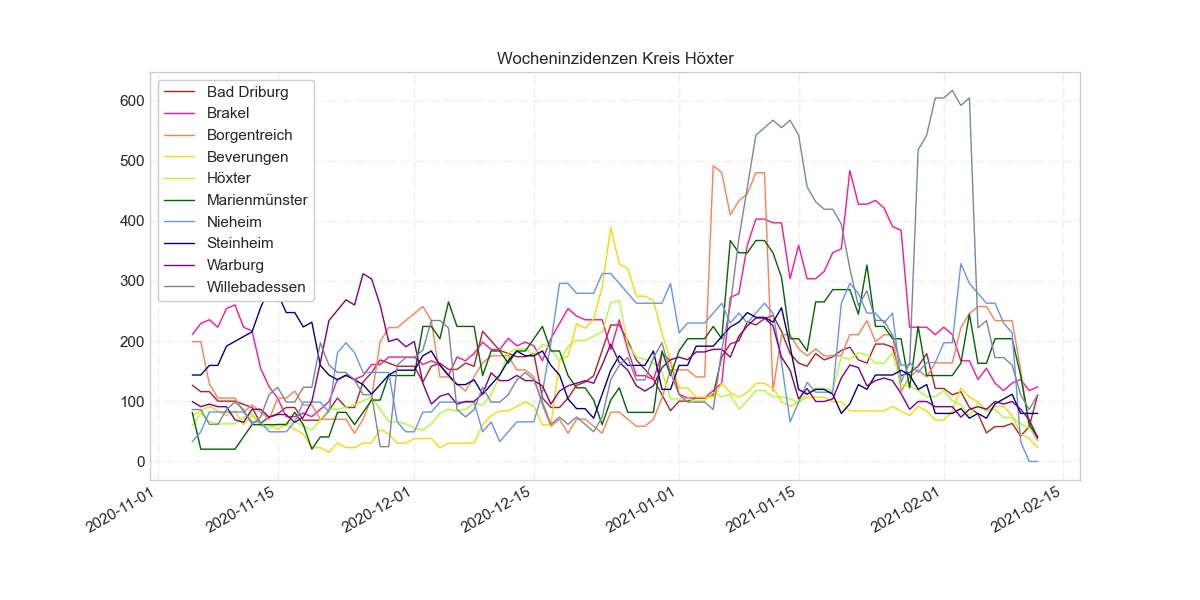 Wocheninzidenzen Kreis Höxter
600
500
400
300
200
100
0
Bad Driburg
Brakel
Borgentreich
Beverungen
Höxter
Marienmünster
Nieheim
Steinheim
Warburg
Willebadessen
2020-11-01
2020-11-15
2020-12-01
2020-12-15
2021-01-01
2021-01-15
2021-02-01
2021-02-15